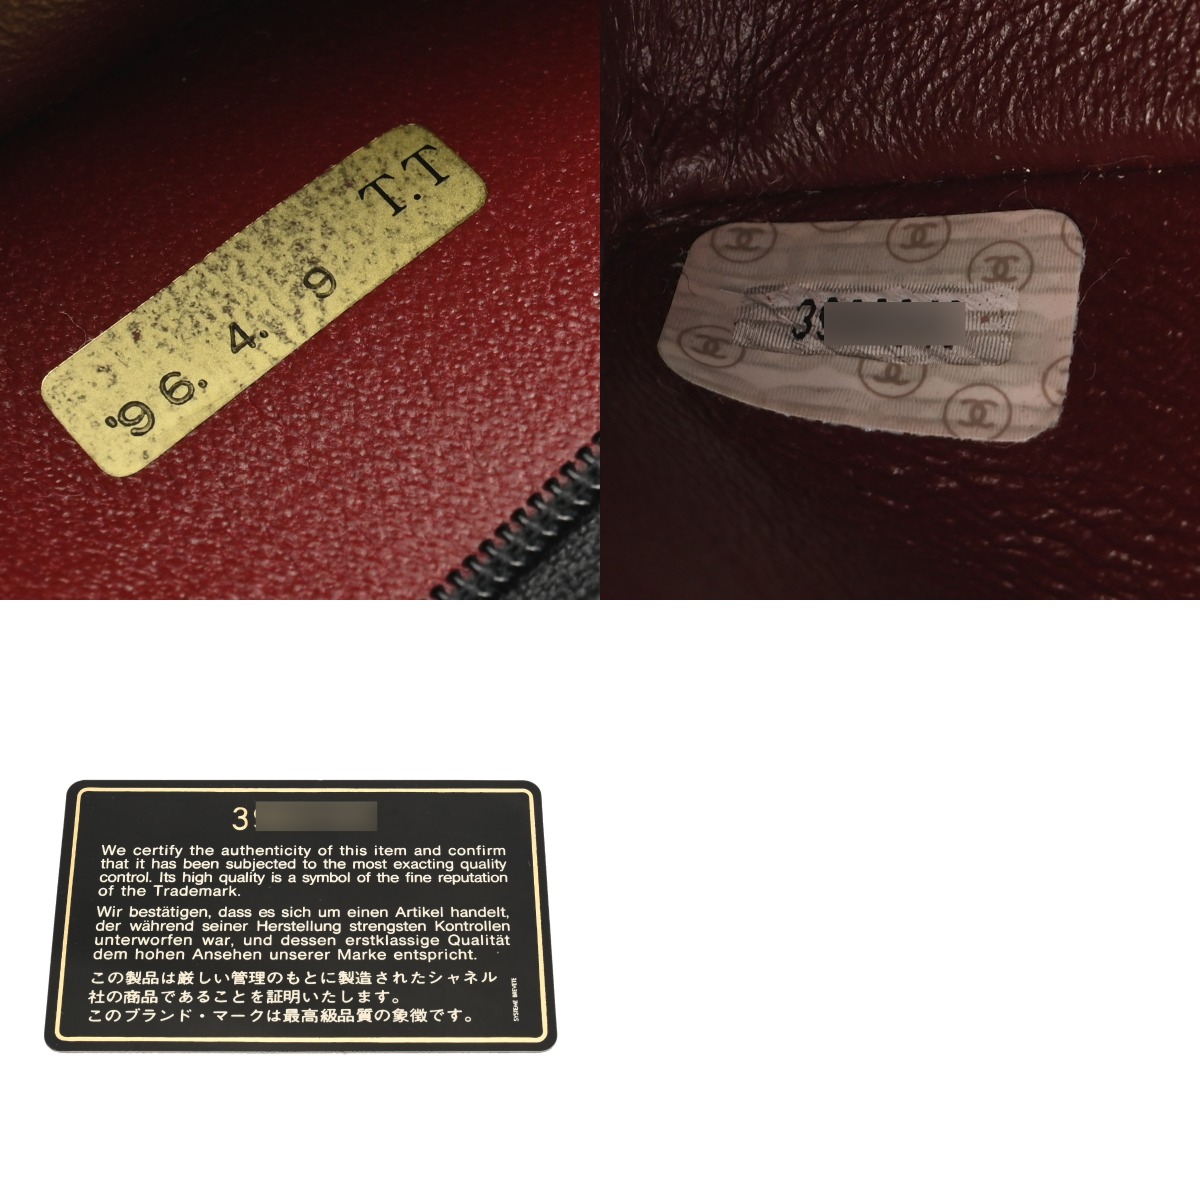 '96. 4. 9 T.T
39
39
We certify the authenticity of this item and confirm
that it has been subjected to the most exacting quality
control. Its high quality is a symbol of the fine reputation
of the Trademark.
Wir bestätigen, dass es sich um einen Artikel handelt,
der während seiner Herstellung strengsten Kontrollen
unterworfen war, und dessen erstklassige Qualität
dem hohen Ansehen unserer Marke entspricht.
この製品は厳しい管理のもとに製造されたシャネル
社の商品であることを証明いたします。
このブランド・マークは最高級品質の象徴です。
SYSTEME BREVETE